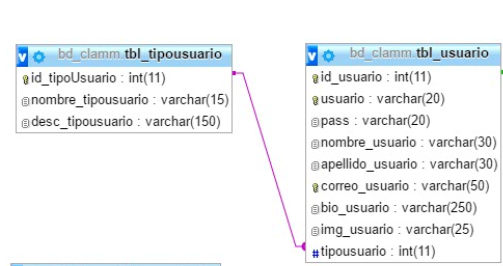 bd_clamm.tbl_tipousuario
id_tipoUsuario : int(11)
nombre_tipousuario : varchar(15)
desc_tipousuario : varchar(150)
bd_clamm.tbl_usuario
id_usuario : int(11)
usuario : varchar(20)
pass : varchar(20)
nombre_usuario : varchar(30)
apellido_usuario : varchar(30)
correo_usuario : varchar(50)
bio_usuario : varchar(250)
img_usuario : varchar(25)
# tipousuario : int(11)